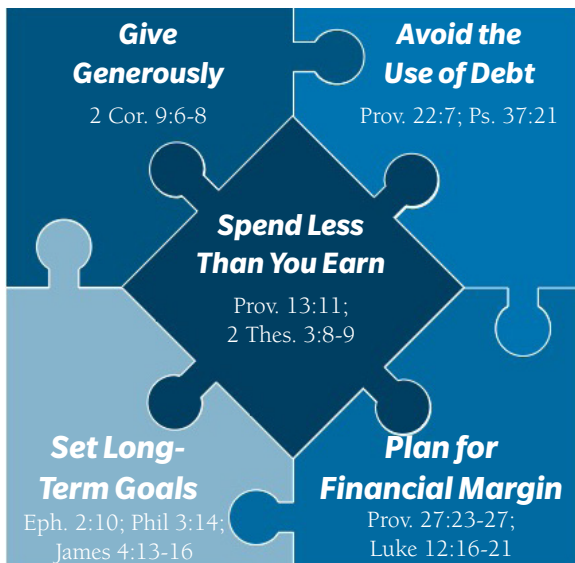 Give
Generously
2 Cor. 9:6-8
Avoid the
Use of Debt
Prov. 22:7; Ps. 37:21
Spend Less
Than You Earn
Prov. 13:11;
2 Thes. 3:8-9
Set Long-
Term Goals
Eph. 2:10; Phil 3:14;
James 4:13-16
Plan for
Financial Margin
Prov. 27:23-27;
Luke 12:16-21